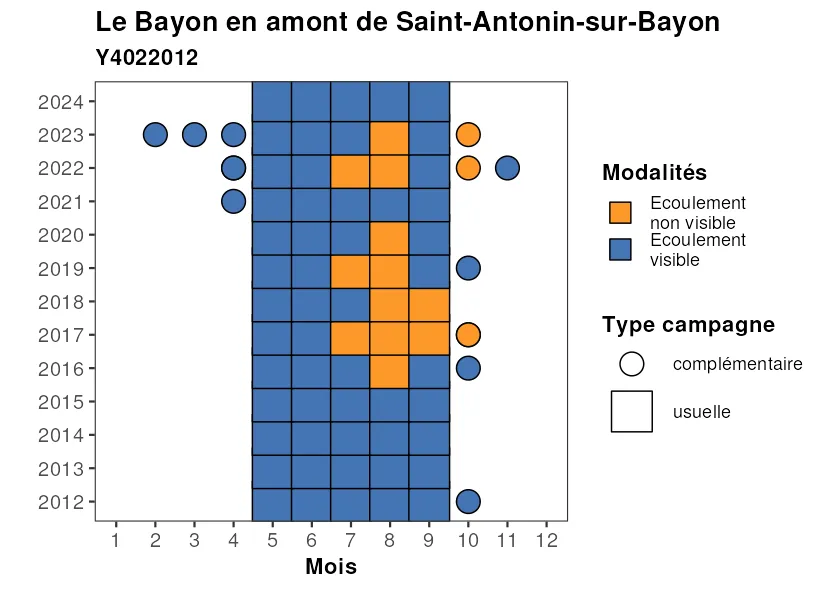 Le Bayon en amont de Saint-Antonin-sur-Bayon
Y4022012
2024
2023
2022
2021
2020
2019
2018
2017
2016
2015
2014
2013
2012
1 2 3 4 5 6 7 8 9 10 11 12
Mois
Modalités
Ecoulement
non visible
Ecoulement
visible
Type campagne
complémentaire
usuelle